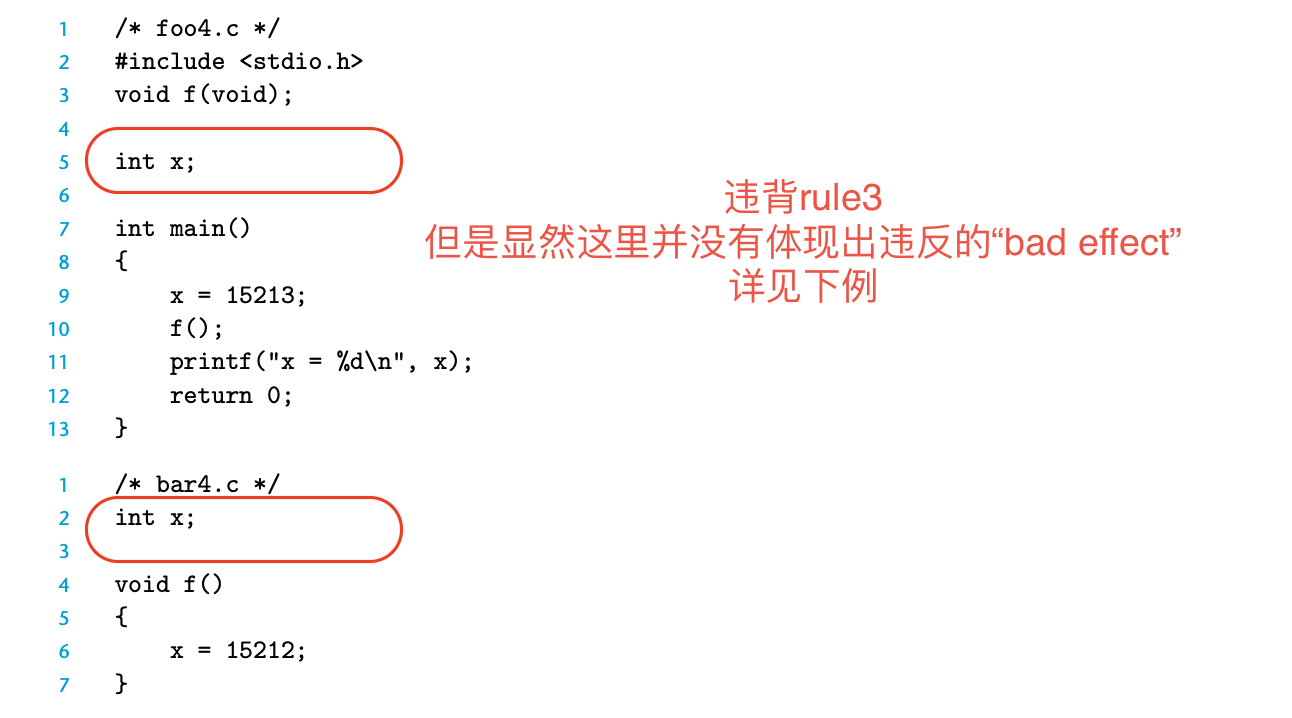 1 /* foo4.c */
2 #include <stdio.h>
3 void f(void);
4
5 int x;
6
7 int main()
8 {
9 x = 15213;
10 f();
11 printf("x = %d\n", x);
12 return 0;
13 }
违背rule3
但是显然这里并没有体现出违反的“bad effect”
详见下例
1 /* bar4.c */
2 int x;
3
4 void f()
5 {
6 x = 15212;
7 }